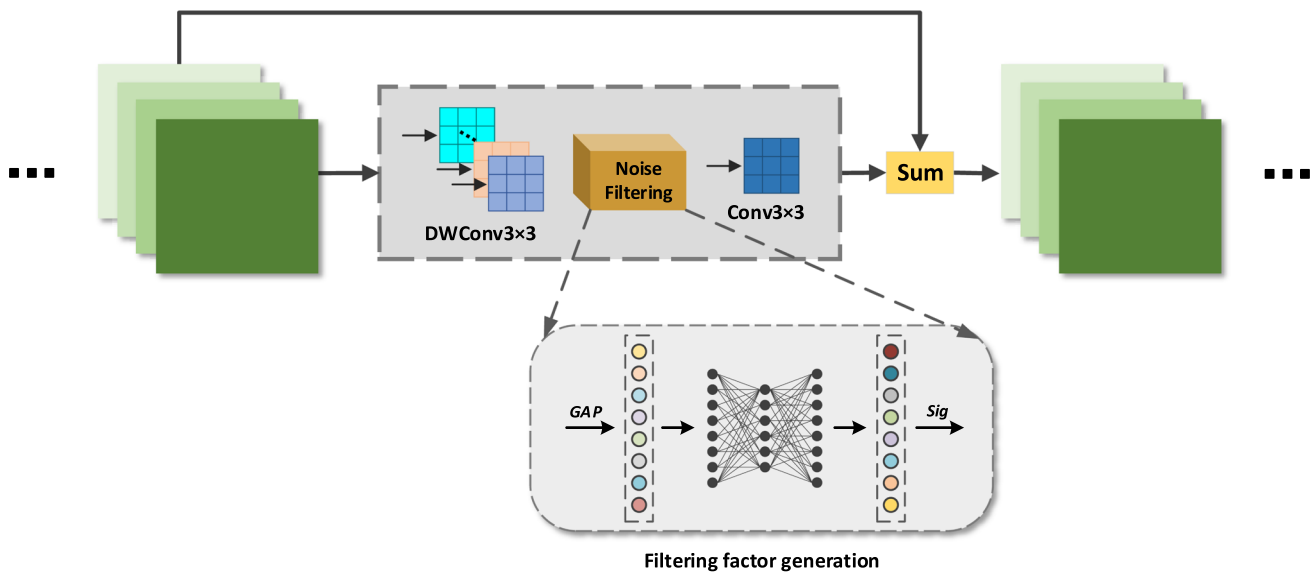 Noise
Filtering
Sum
Conv3×3
DWConv3×3
GAP
Sig
Filtering factor generation